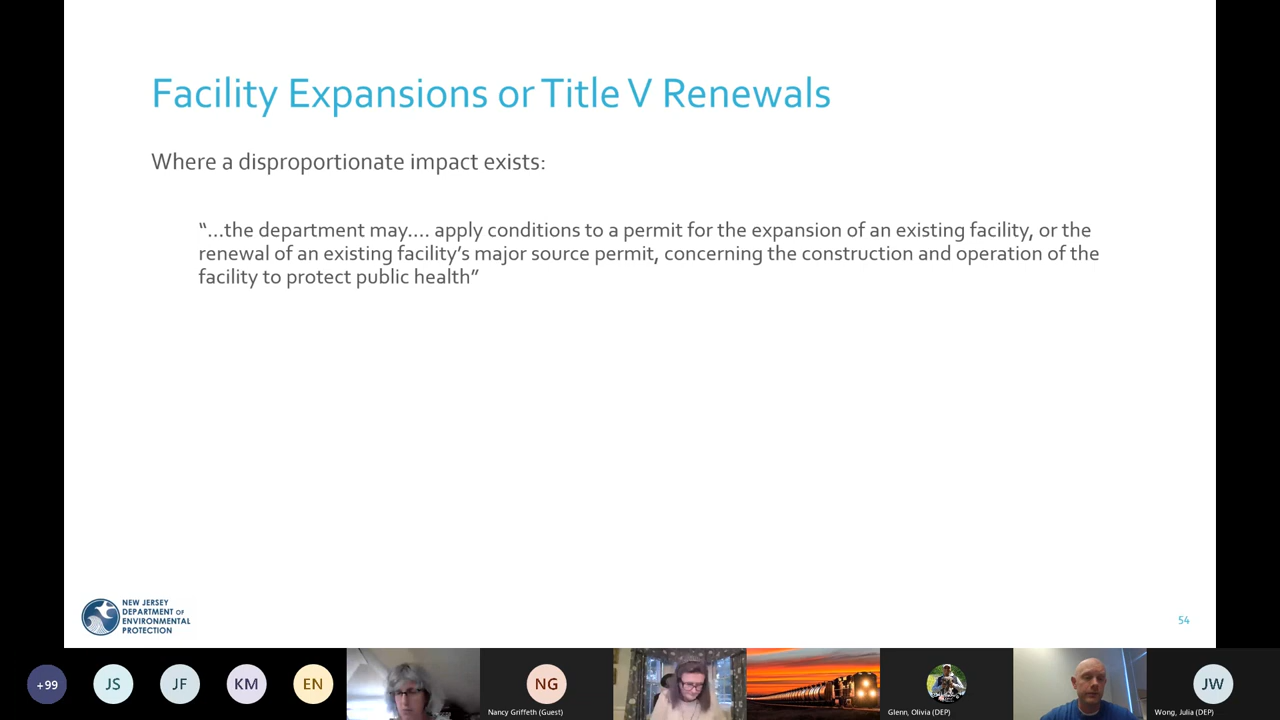 Facility Expansions or Title V Renewals
Where a disproportionate impact exists:
“...the department may.... apply conditions to a permit for the expansion of an existing facility, or the
renewal of an existing facility’s major source permit, concerning the construction and operation of the
facility to protect public health”
NEW JERSEY
DEPARTMENT OF
ENVIRONMENTAL
PROTECTION
54
+99
JS
JF
KM
EN
NG
Nancy Griffeth (Guest)
Glenn, Olivia (DEP)
JW
Wong, Julia (DEP)